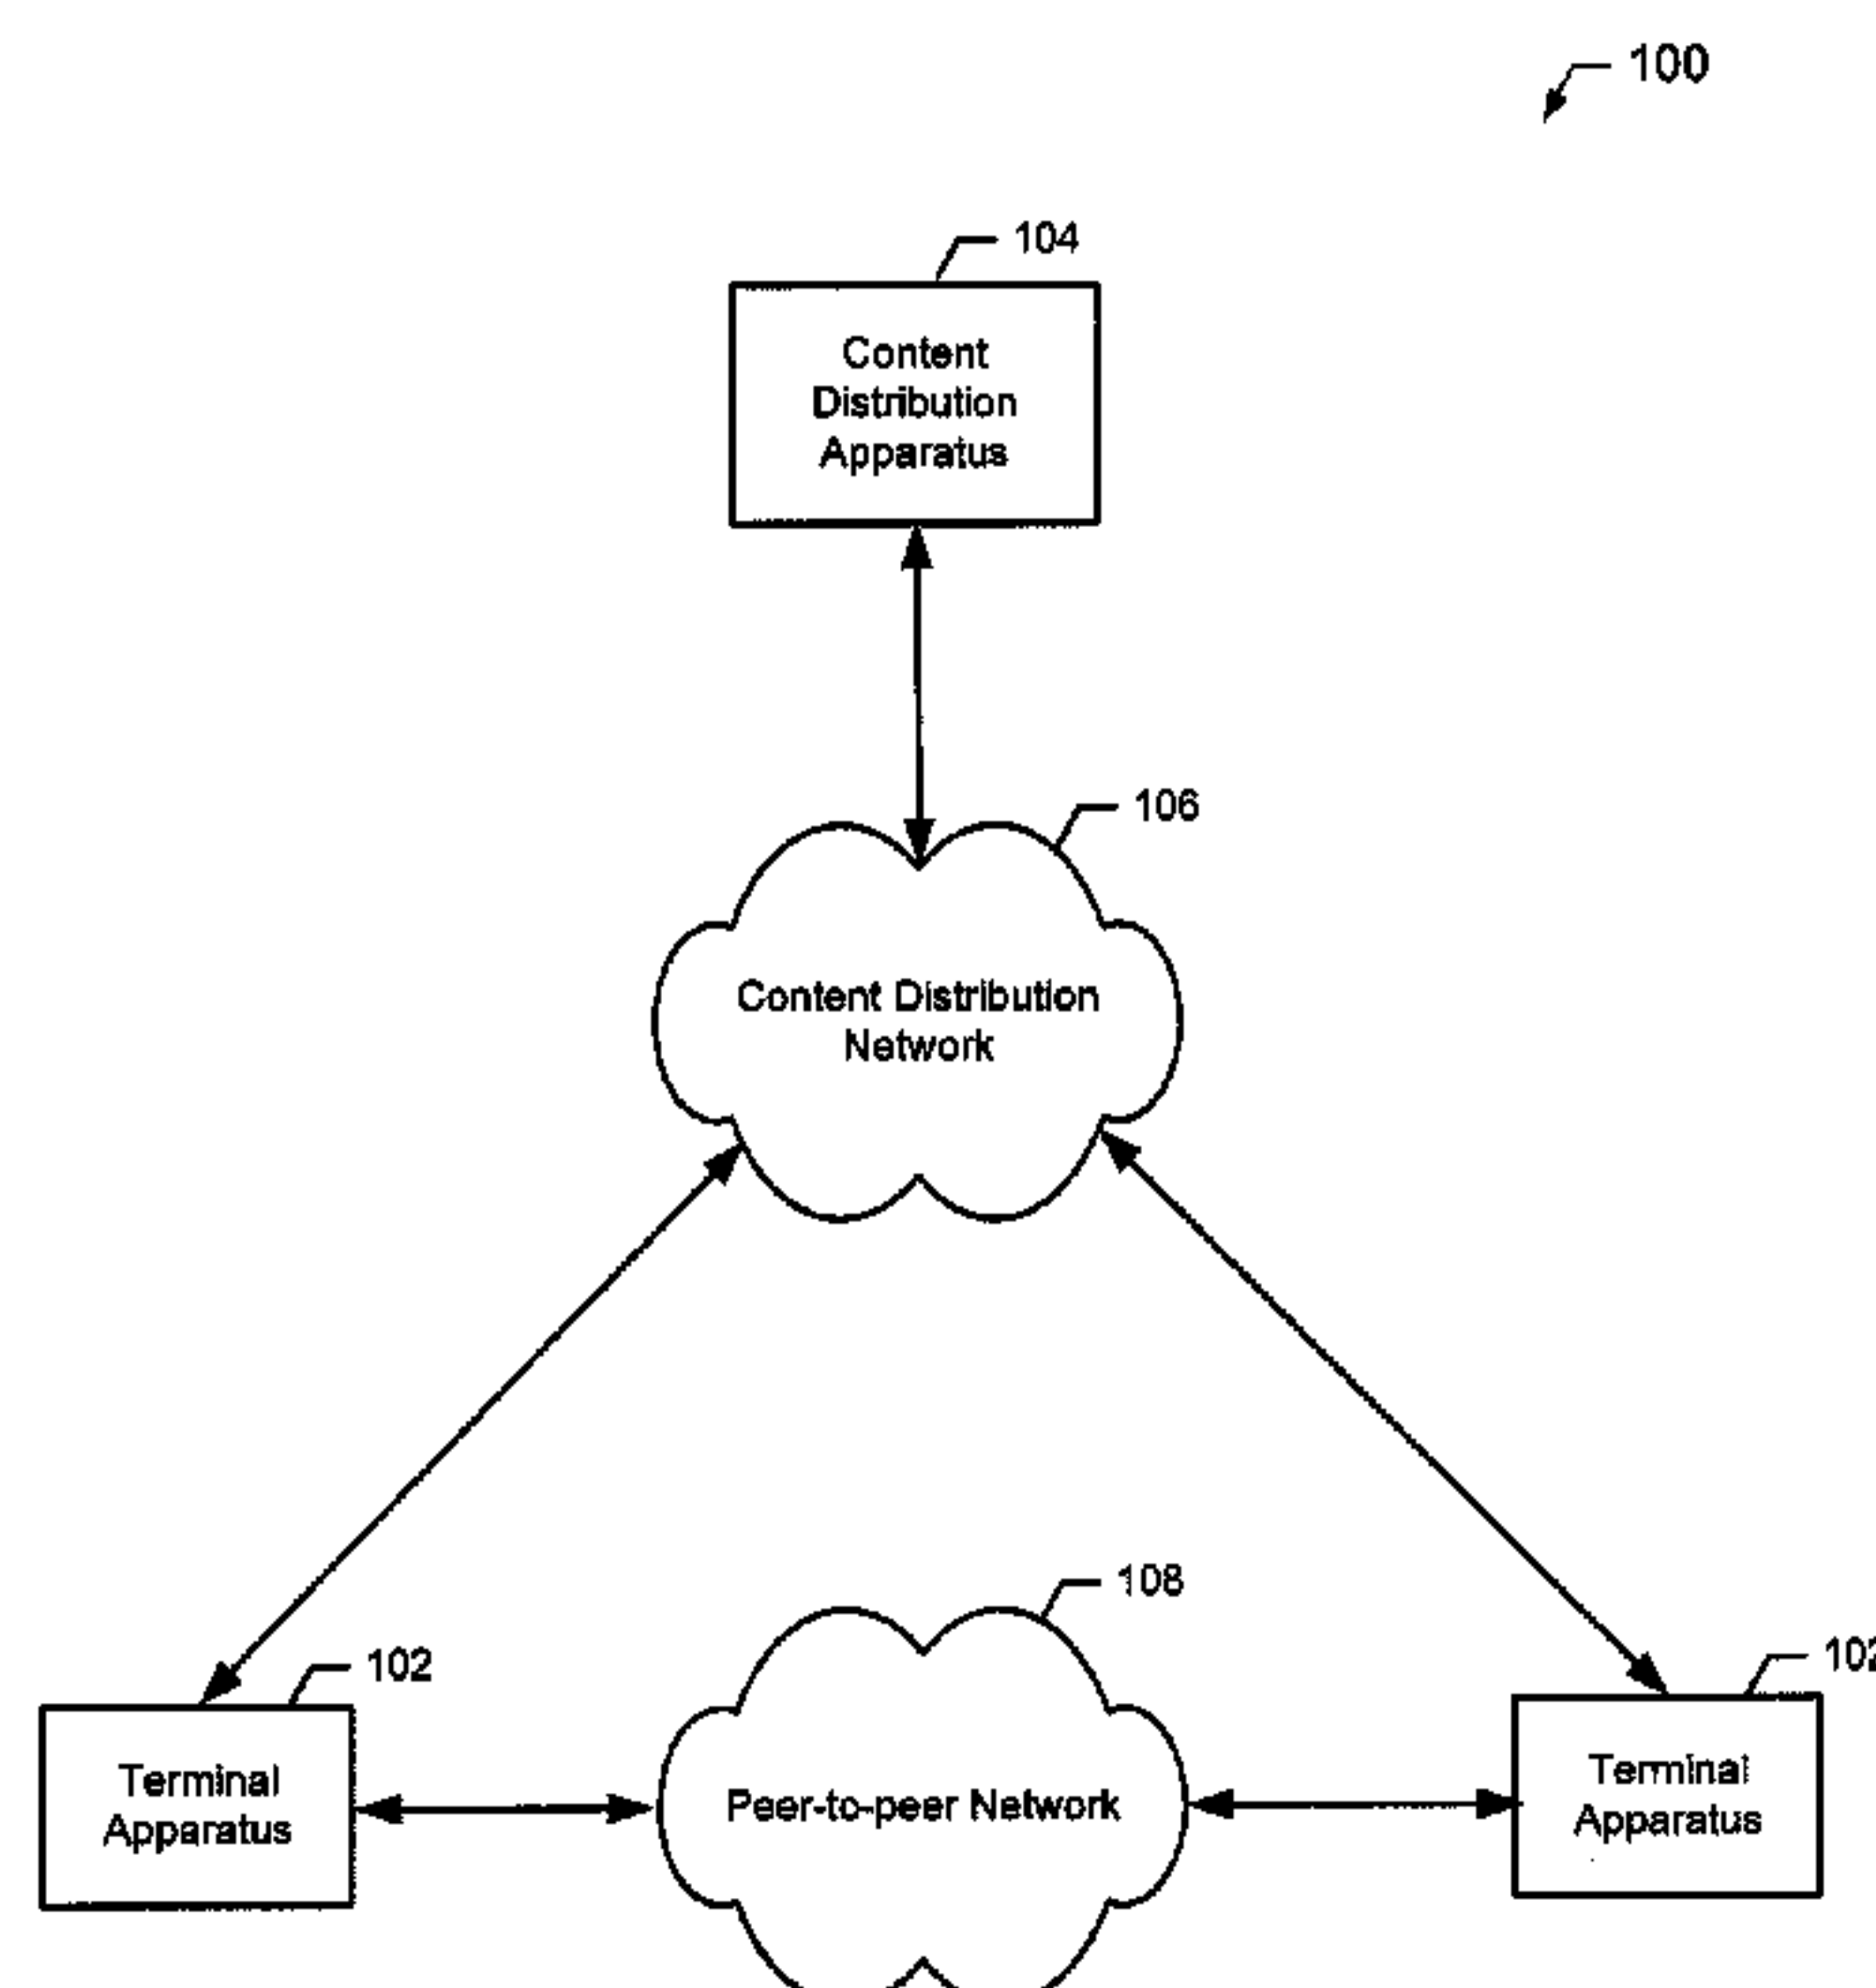 100
104
Content
Distribution
Apparatus
106
Content Distribution
Network
108
102
Terminal
Apparatus
Peer-to-peer Network
Terminal
Apparatus